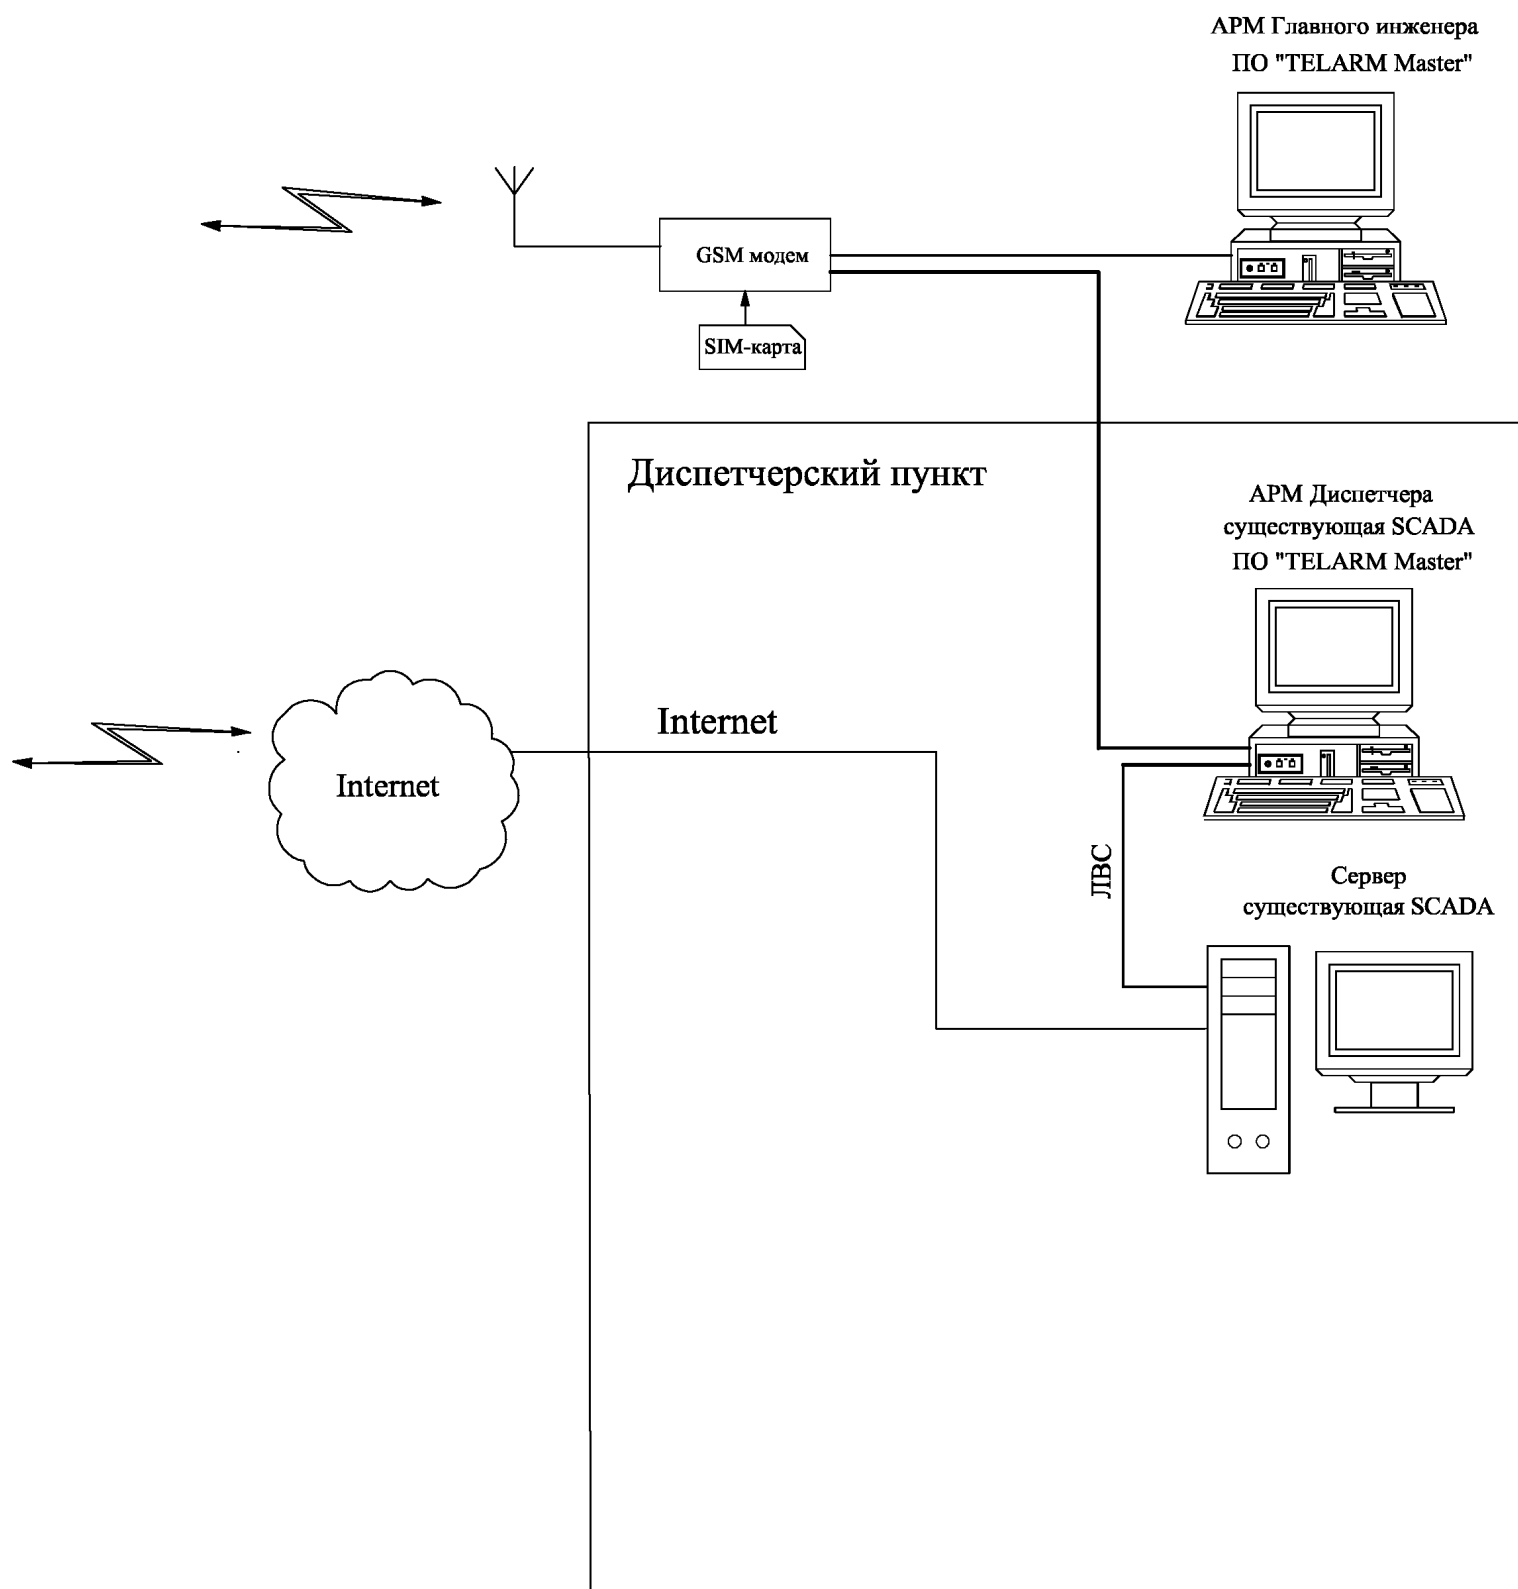 АРМ Главного инженера
ПО "TELARM Master"
GSM модем
SIM-карта
Диспетчерский пункт
АРМ Диспетчера
существующая SCADA
ПО "TELARM Master"
Internet
Internet
ЛВС
Сервер
существующая SCADA